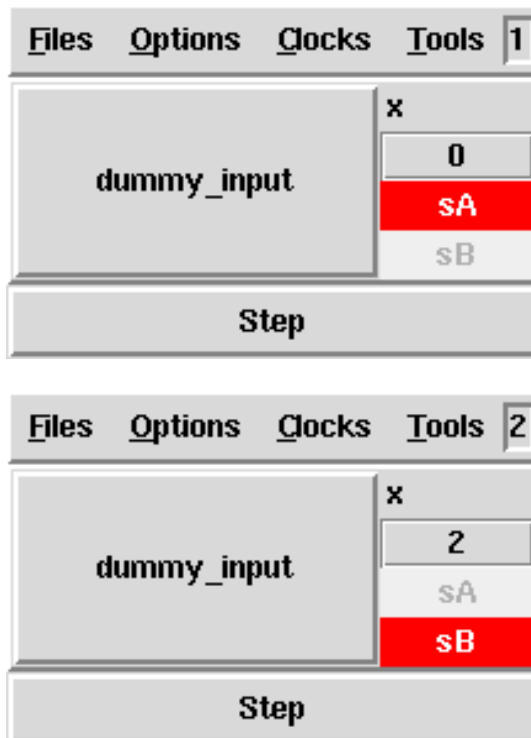 Files Options Clocks Tools 1
x
dummy_input 0
sA
sB
Step
Files Options Clocks Tools 2
x
dummy_input 2
sA
sB
Step